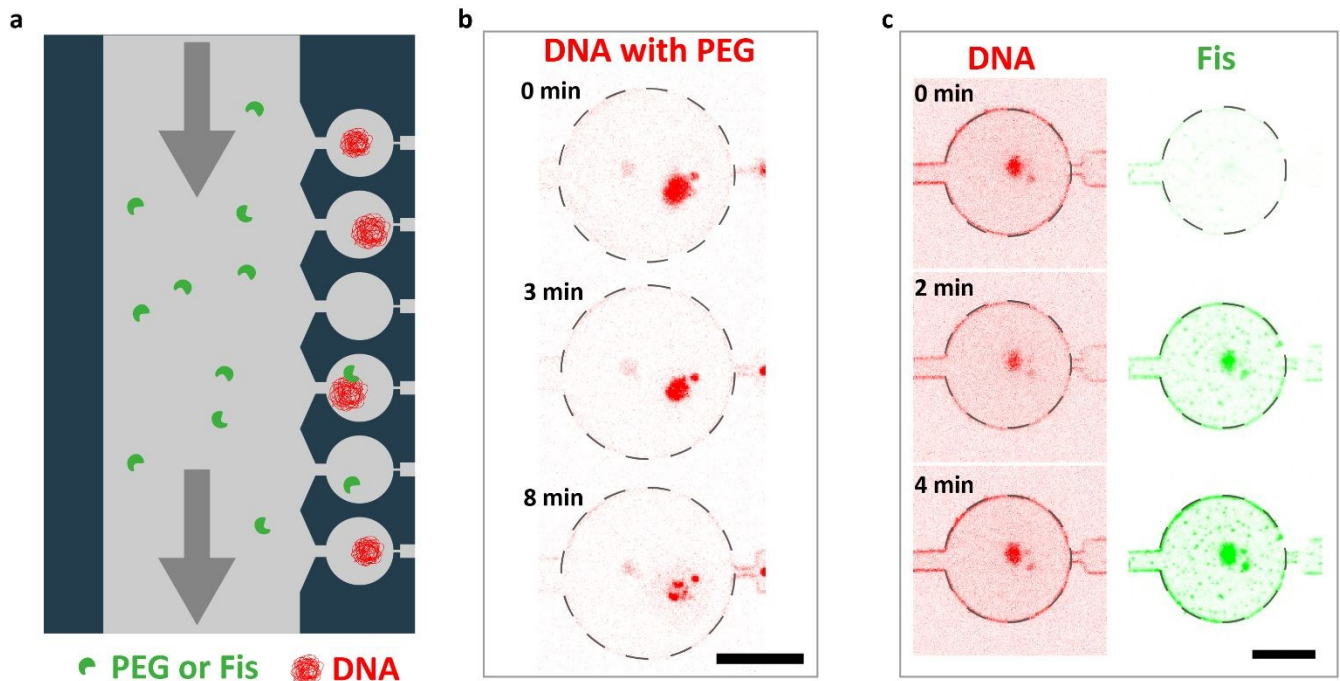 a
PEG or Fis
DNA
b
DNA with PEG
0 min
3 min
8 min
c
DNA
Fis
0 min
2 min
4 min